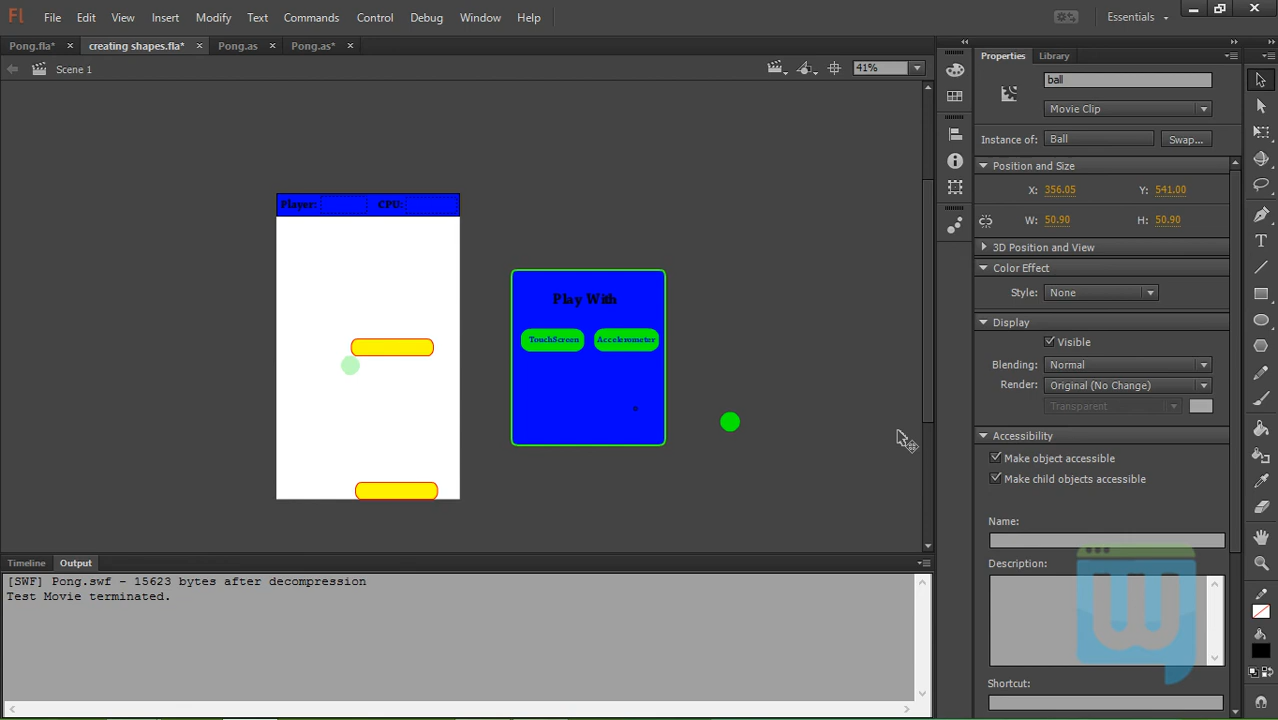 Fl File Edit View Insert Modify Text Commands Control Debug Window Help Essentials
Pong.fla* × creating shapes.fla* × Pong.as × Pong.as* ×
Scene 1 41%
Properties Library
ball
Movie Clip
Instance of: Ball Swap...
Position and Size
X: 356.05 Y: 541.00
W: 50.90 H: 50.90
3D Position and View
Color Effect
Style: None
Display
Visible
Blending: Normal
Render: Original (No Change)
Transparent
Accessibility
Make object accessible
Make child objects accessible
Name:
Description:
Shortcut:
Player: CPU:
Play With
TouchScreen Accelerometer
Timeline Output
[SWF] Pong.swf - 15623 bytes after decompression
Test Movie terminated.